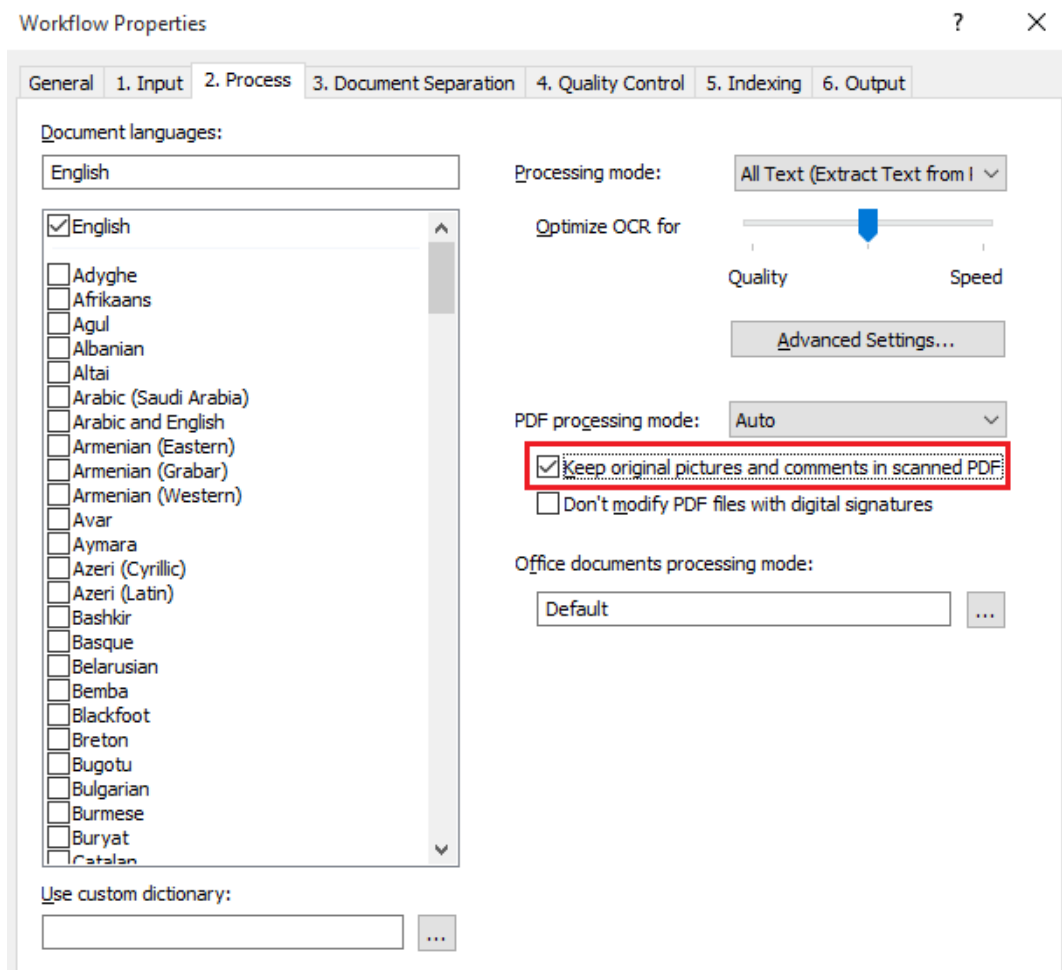 Workflow Properties
General 1. Input 2. Process 3. Document Separation 4. Quality Control 5. Indexing 6. Output
Document languages:
English
English
Adyghe
Afrikaans
Agul
Albanian
Altai
Arabic (Saudi Arabia)
Arabic and English
Armenian (Eastern)
Armenian (Grabar)
Armenian (Western)
Avar
Aymara
Azeri (Cyrillic)
Azeri (Latin)
Bashkir
Basque
Belarusian
Bemba
Blackfoot
Breton
Bugotu
Bulgarian
Burmese
Buryat
Catalan
Use custom dictionary:
...
Processing mode: All Text (Extract Text from
Optimize OCR for
Quality Speed
Advanced Settings...
PDF processing mode: Auto
Keep original pictures and comments in scanned PDF
Don't modify PDF files with digital signatures
Office documents processing mode:
Default ...